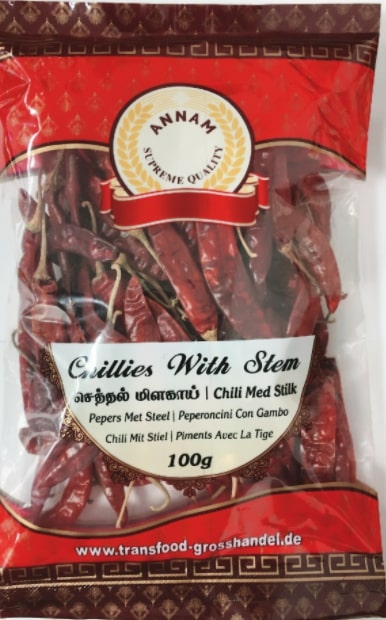 ANNAM
SUPREME QUALITY
Chillies With Stem
செத்தல் மிளகாய் | Chili Med Stilk
Pepers Met Steel | Peperoncini Con Gambo
Chili Mit Stiel | Piments Avec La Tige
100g
www.transfood-grosshandel.de